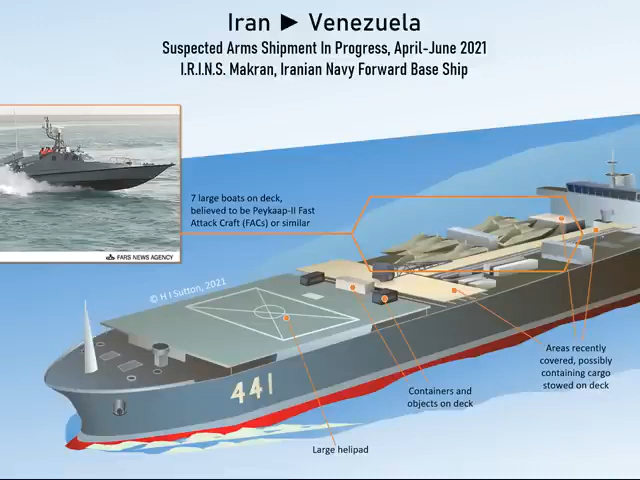 Iran ► Venezuela
Suspected Arms Shipment In Progress, April-June 2021
I.R.I.N.S. Makran, Iranian Navy Forward Base Ship
7 large boats on deck,
believed to be Peykaap-II Fast
Attack Craft (FACs) or similar
FARS NEWS AGENCY
© H I Sutton, 2021
441
Areas recently
covered, possibly
containing cargo
stowed on deck
Containers and
objects on deck
Large helipad